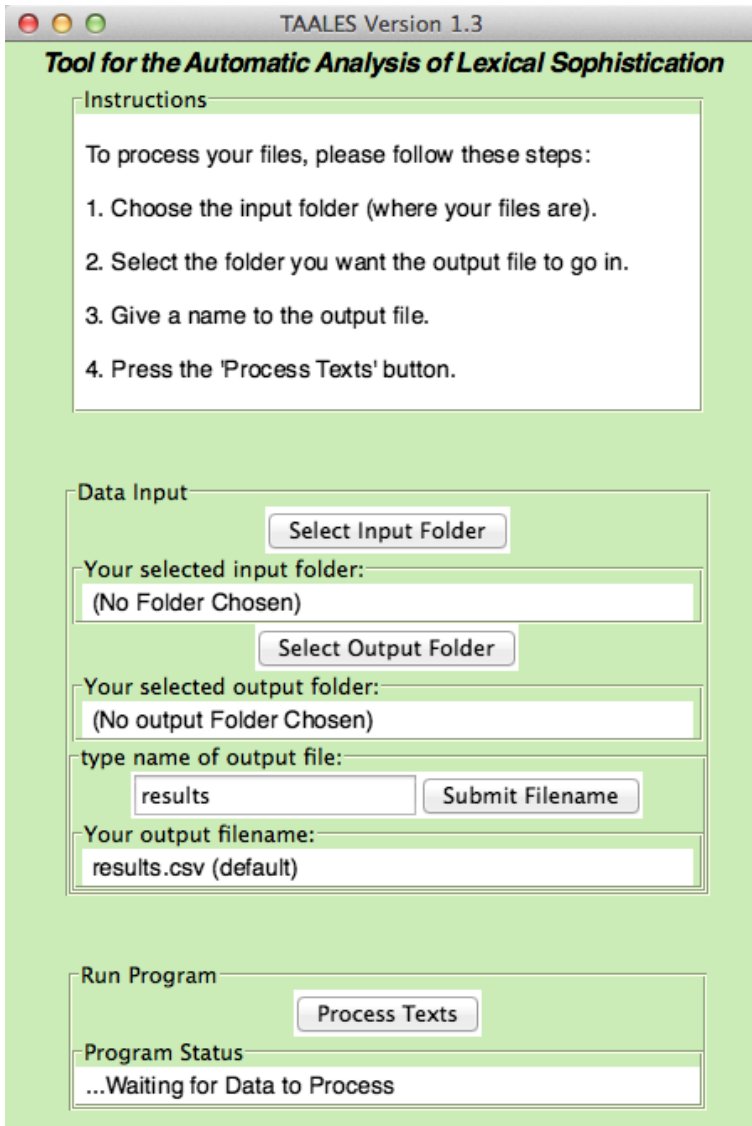 TAALES Version 1.3
Tool for the Automatic Analysis of Lexical Sophistication
Instructions
To process your files, please follow these steps:
1. Choose the input folder (where your files are).
2. Select the folder you want the output file to go in.
3. Give a name to the output file.
4. Press the 'Process Texts' button.
Data Input
Select Input Folder
Your selected input folder:
(No Folder Chosen)
Select Output Folder
Your selected output folder:
(No output Folder Chosen)
type name of output file:
results Submit Filename
Your output filename:
results.csv (default)
Run Program
Process Texts
Program Status
...Waiting for Data to Process